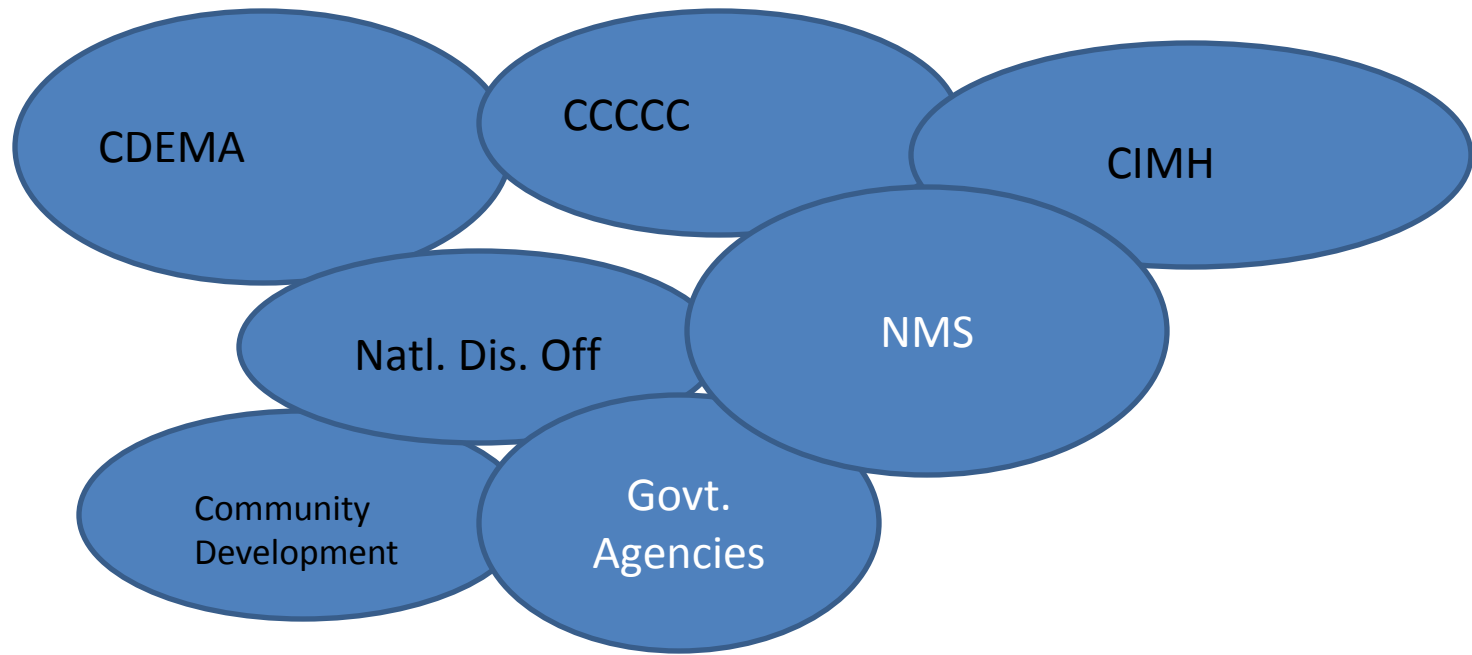 CDEMA
CCCCC
CIMH
Natl. Dis. Off
NMS
Community
Development
Govt.
Agencies